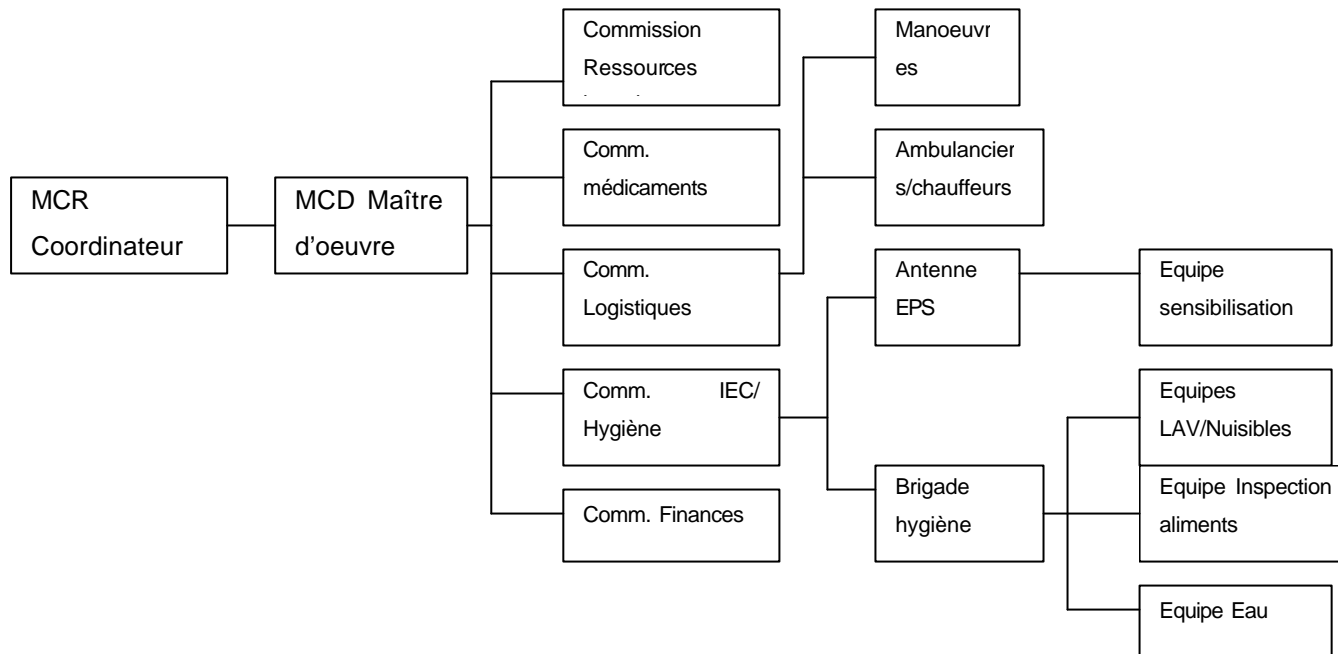 MCR
Coordinateur
MCD Maître
d'oeuvre
Commission
Ressources
Comm.
médicaments
Comm.
Logistiques
Comm. IEC/
Hygiène
Comm. Finances
Manoeuvr
es
Ambulancier
s/chauffeurs
Antenne
EPS
Brigade
hygiène
Equipe
sensibilisation
Equipes
LAV/Nuisibles
Equipe Inspection
aliments
Equipe Eau